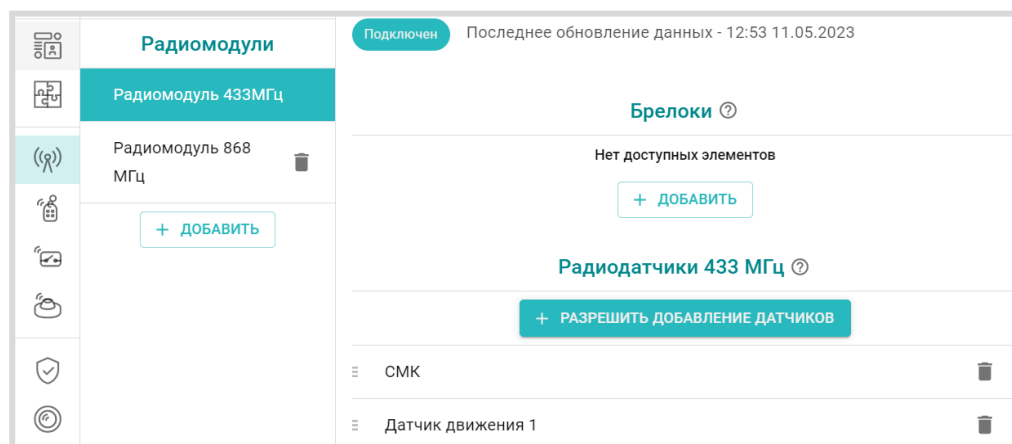 Радиомодули
Радиомодуль 433МГц
Радиомодуль 868
МГц
+ ДОБАВИТЬ
Подключен
Последнее обновление данных - 12:53 11.05.2023
Брелоки
Нет доступных элементов
+ ДОБАВИТЬ
Радиодатчики 433 МГц
+ РАЗРЕШИТЬ ДОБАВЛЕНИЕ ДАТЧИКОВ
СМК
Датчик движения 1